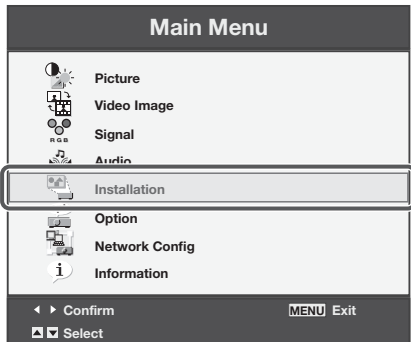 Main Menu
Picture
Video Image
RGB
Signal
Audio
Installation
Option
Network Config
i
Information
◀ ▶ Confirm
MENU Exit
▲ ▼ Select